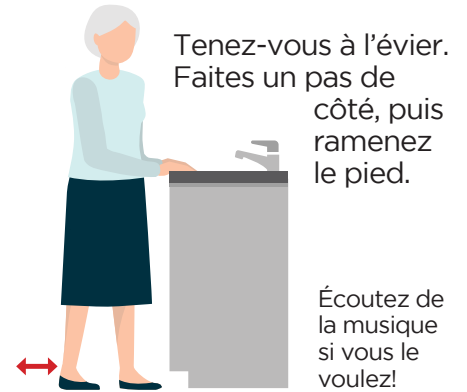 Tenez-vous à l’évier.
Faites un pas de
côté, puis
ramenez
le pied.
Écoutez de
la musique
si vous le
voulez!